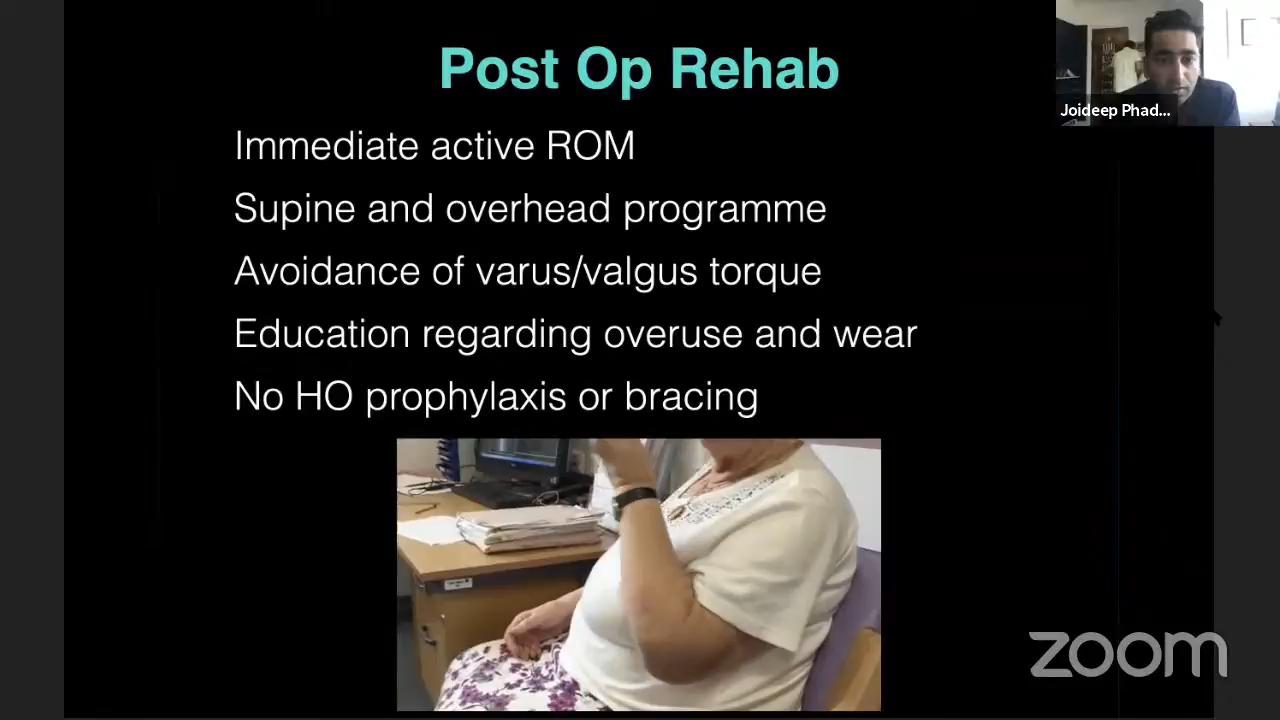 Post Op Rehab
Joideep Phad...
Immediate active ROM
Supine and overhead programme
Avoidance of varus/valgus torque
Education regarding overuse and wear
No HO prophylaxis or bracing
zoom